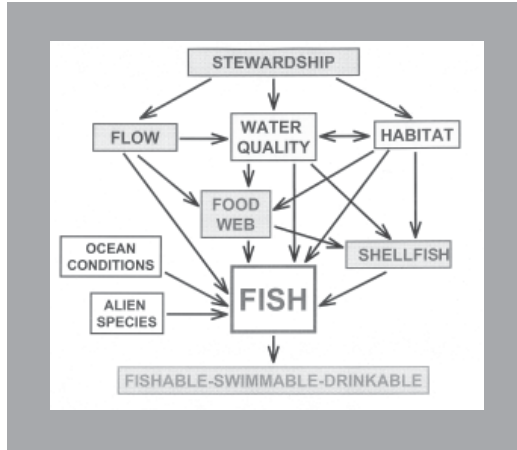 STEWARDSHIP
FLOW
WATER
QUALITY
HABITAT
FOOD
WEB
OCEAN
CONDITIONS
SHELLFISH
ALIEN
SPECIES
FISH
FISHABLE-SWIMMABLE-DRINKABLE